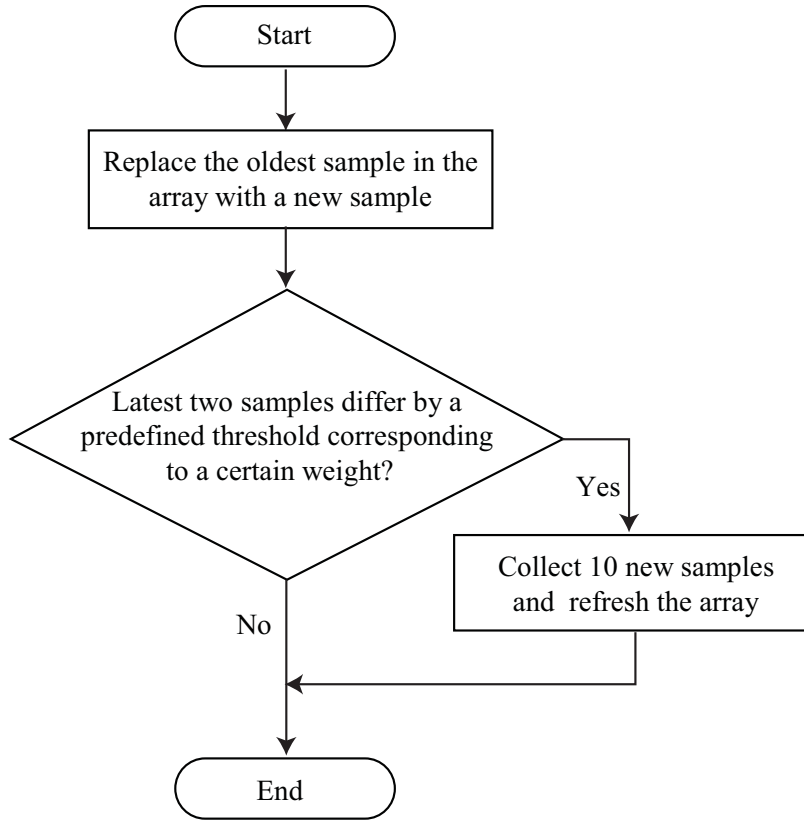 Start
Replace the oldest sample in the
array with a new sample
Latest two samples differ by a
predefined threshold corresponding
to a certain weight?
Yes
Collect 10 new samples
and refresh the array
No
End